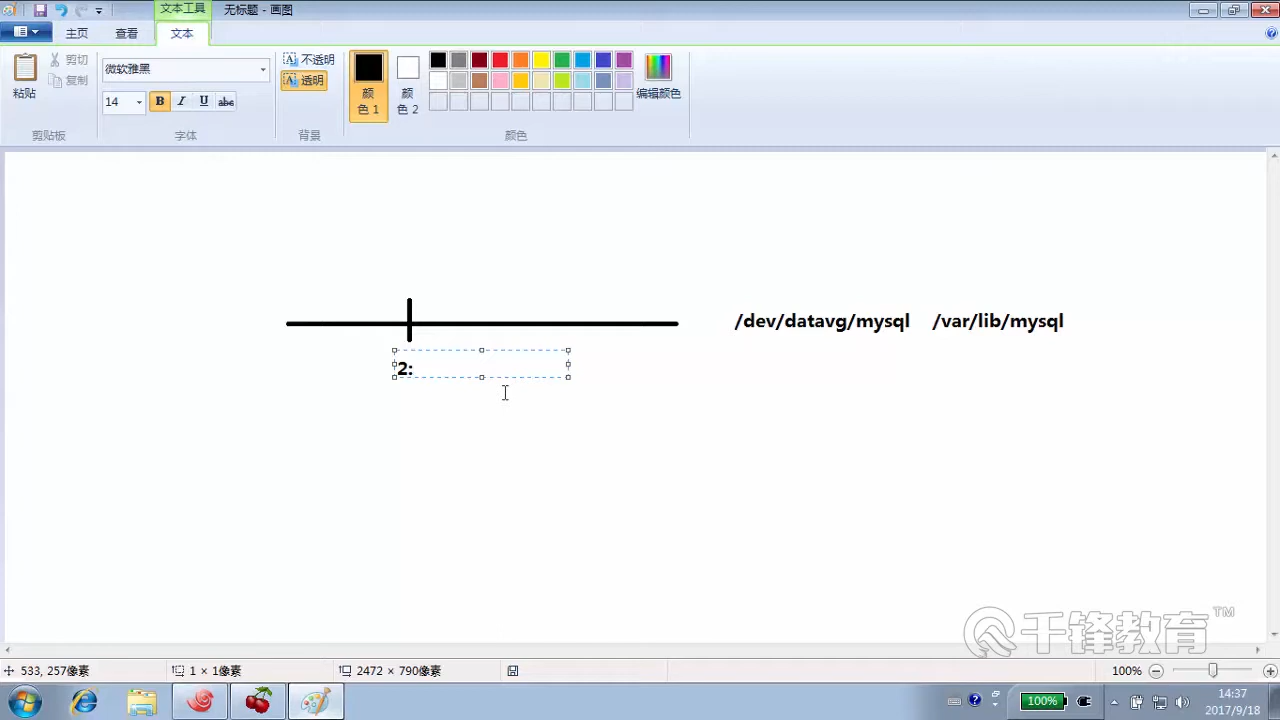 文本工具
无标题 - 画图
主页
查看
文本
粘贴
剪切
复制
剪贴板
微软雅黑
14
B I U abc
字体
不透明
透明
背景
颜色 1
颜色 2
编辑颜色
颜色
/dev/datavg/mysql /var/lib/mysql
2:
千锋教育™
533, 257像素
1 × 1像素
2472 × 790像素
100%
100%
14:37
2017/9/18